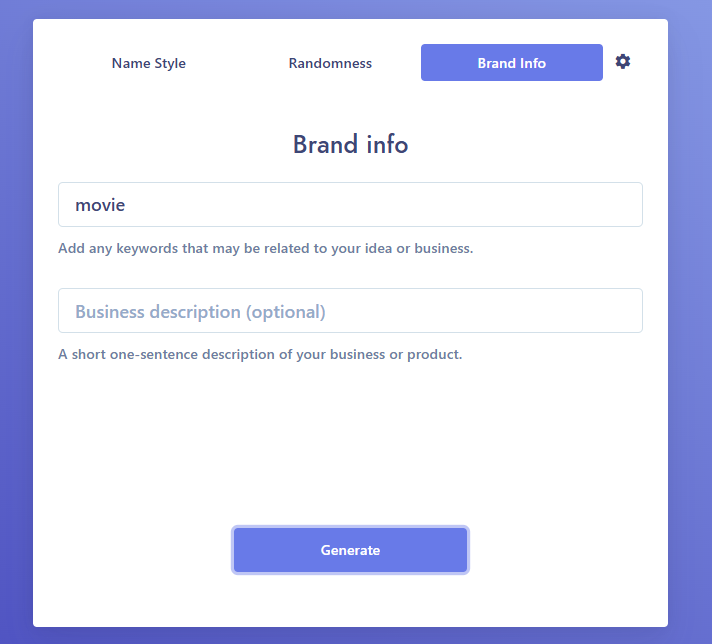 Name Style
Randomness
Brand Info
Brand info
movie
Add any keywords that may be related to your idea or business.
Business description (optional)
A short one-sentence description of your business or product.
Generate